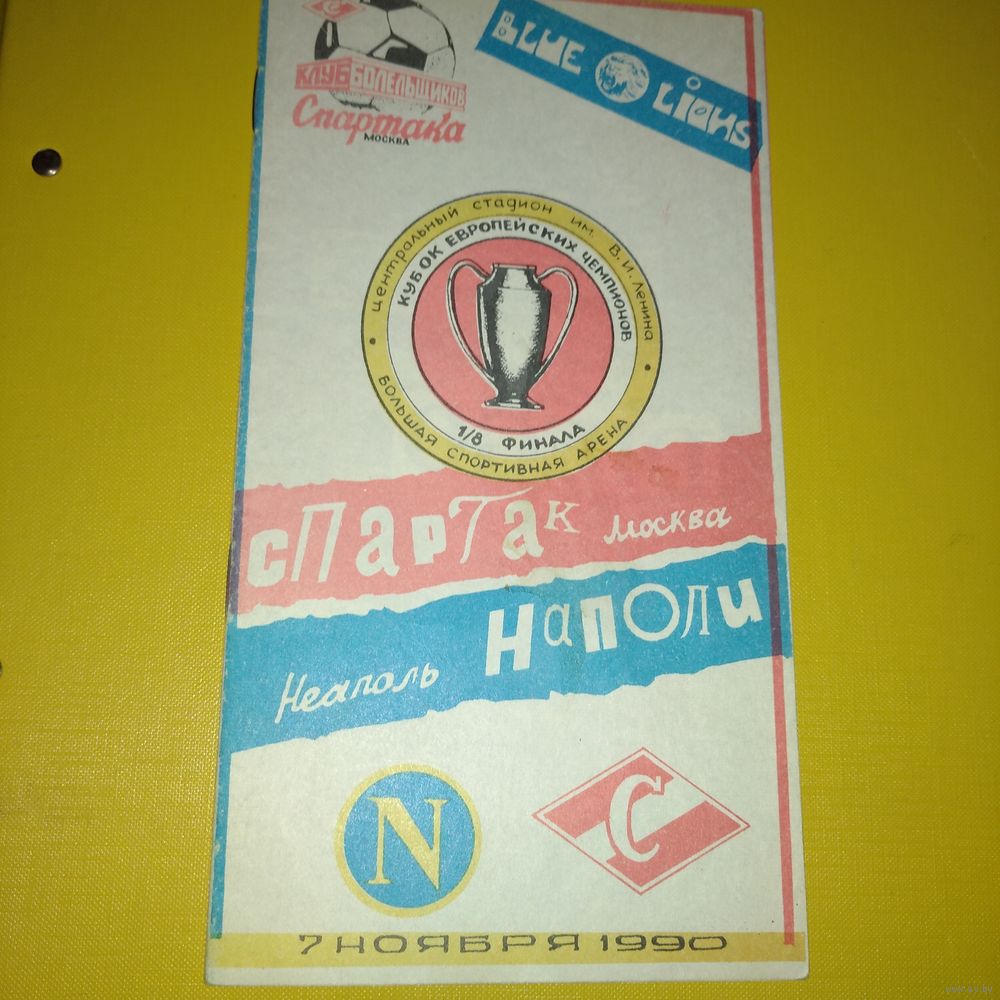 КЛУБ БОЛЕЛЬЩИКОВ
Спартака
МОСКВА
BLUE LIONS
центральный стадион им. В.И. Ленина
КУБОК ЕВРОПЕЙСКИХ ЧЕМПИОНОВ
1/8 ФИНАЛА
БОЛЬШАЯ СПОРТИВНАЯ АРЕНА
сПарТаК Москва
Неаполь НаПОЛи
N
С
7 НОЯБРЯ 1990